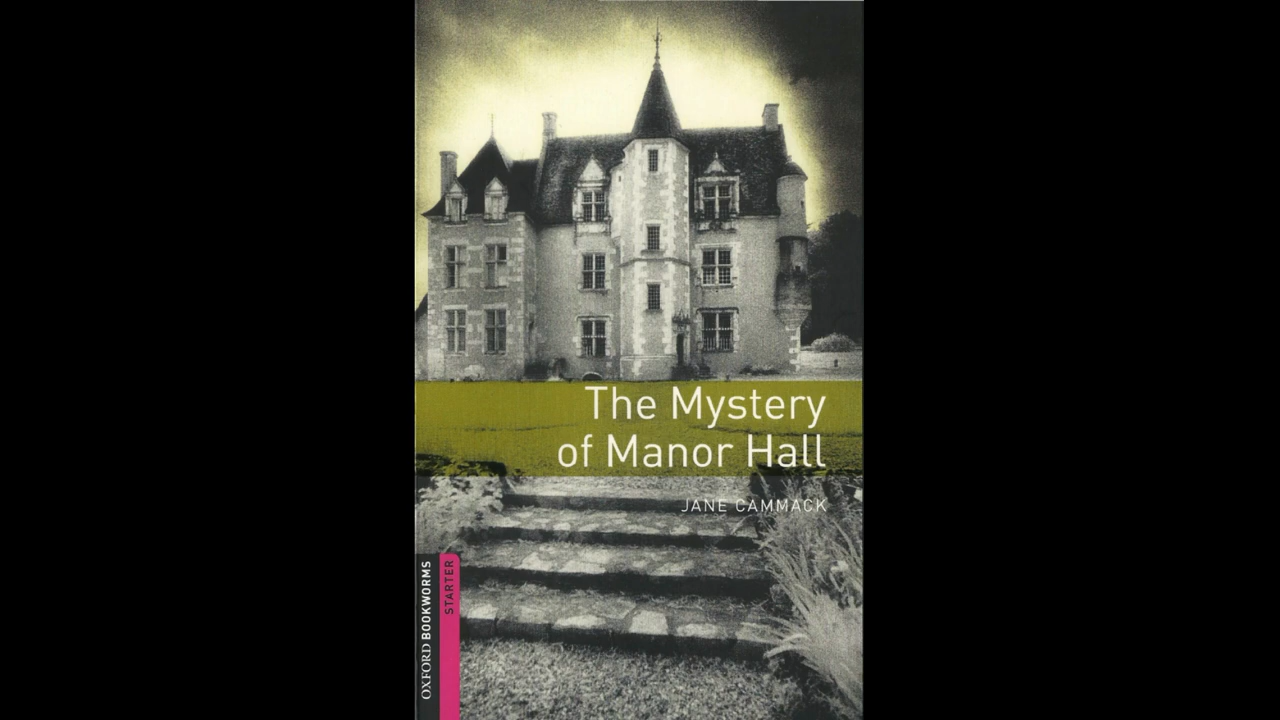 The Mystery
of Manor Hall
JANE CAMMACK
OXFORD BOOKWORMS
STARTER